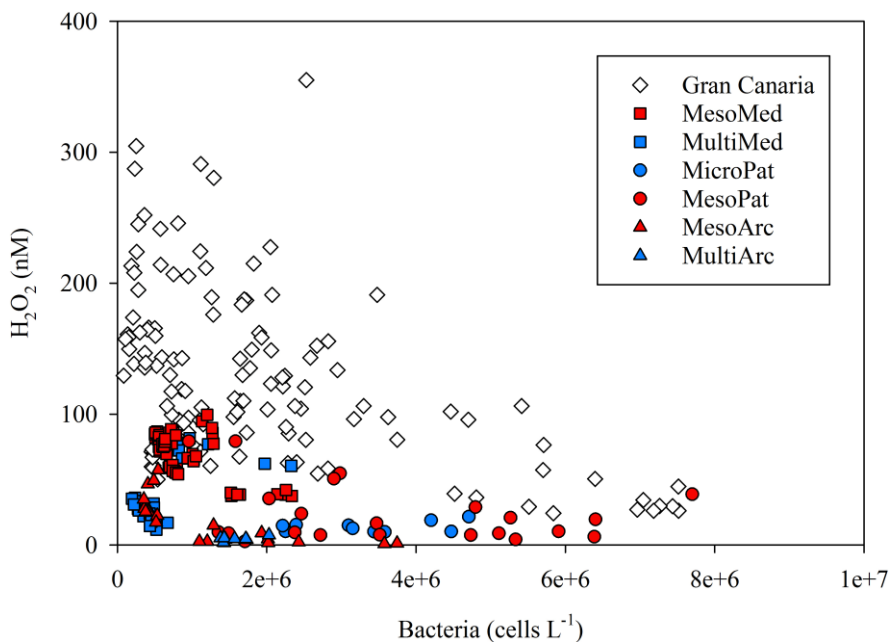 400
300
200
100
0
H₂O₂ (nM)
Gran Canaria
MesoMed
MultiMed
MicroPat
MesoPat
MesoArc
MultiArc
0 2e+6 4e+6 6e+6 8e+6 1e+7
Bacteria (cells L⁻¹)